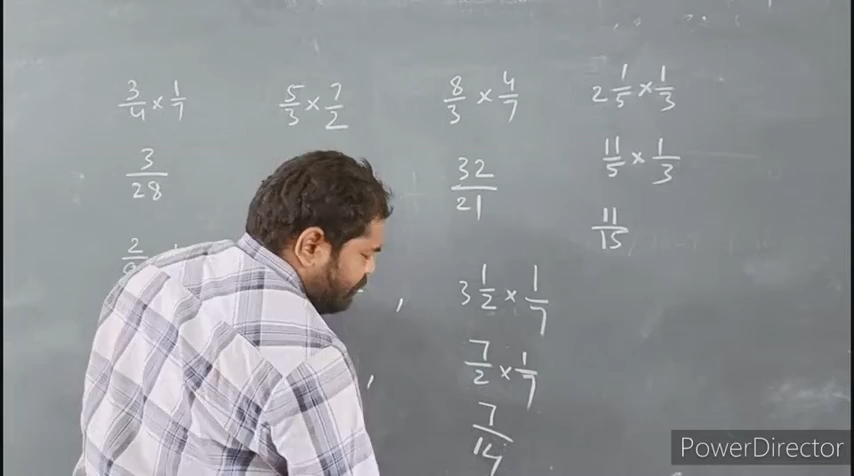 3/4 × 1/7
3/28
2
5/3 × 7/2
8/3 × 4/7
32/21
3 1/2 × 1/7
7/2 × 1/7
7/14
2 1/5 × 1/3
11/5 × 1/3
11/15
PowerDirector